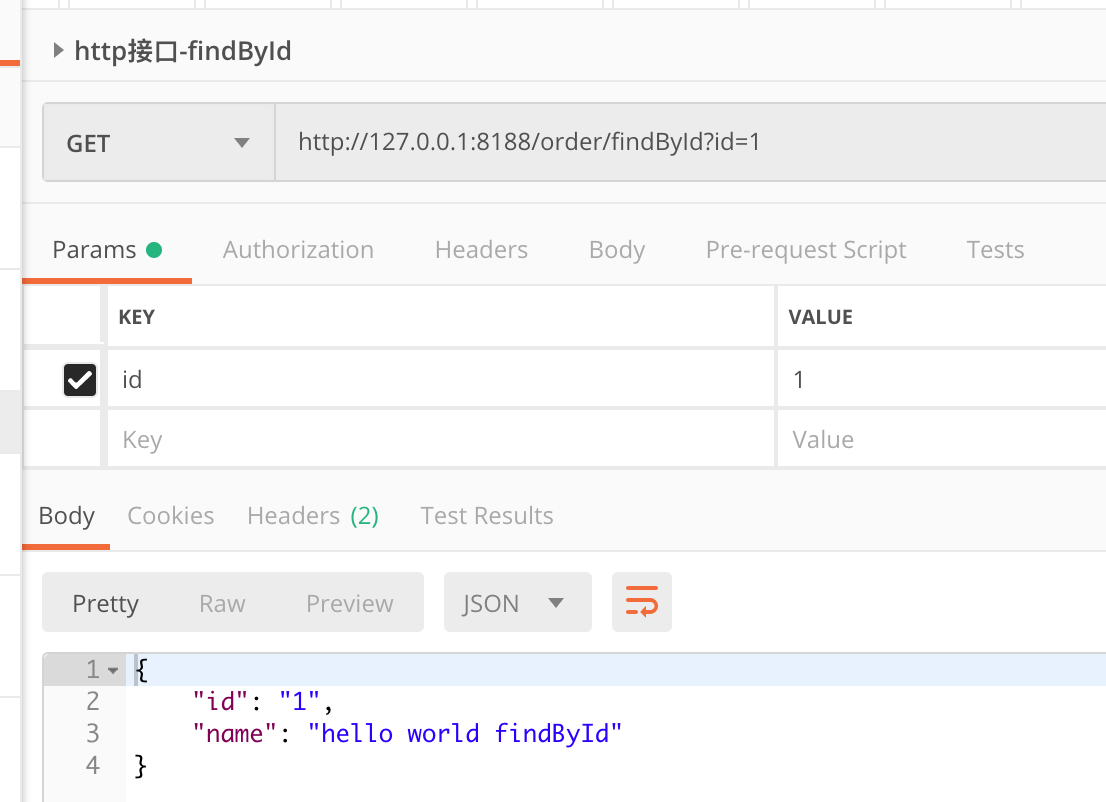 http接口-findById
GET http://127.0.0.1:8188/order/findById?id=1
Params Authorization Headers Body Pre-request Script Tests
KEY VALUE
id 1
Key Value
Body Cookies Headers (2) Test Results
Pretty Raw Preview JSON
1 {
2 "id": "1",
3 "name": "hello world findById"
4 }